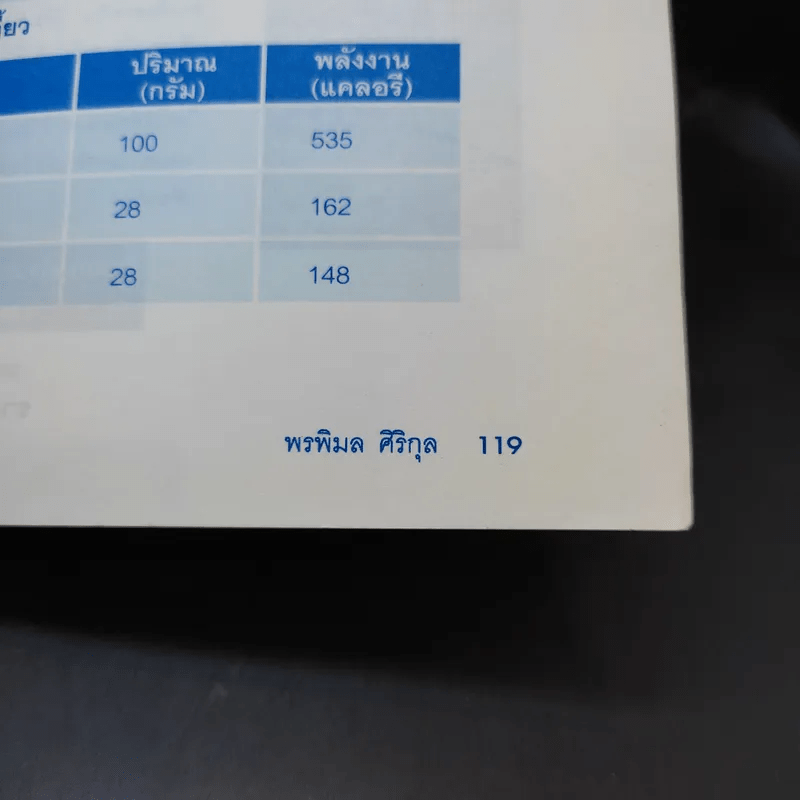 ปริมาณ พลังงาน
(กรัม) (แคลอรี)
100 535
28 162
28 148
พรพิมล ศิริกุล 119